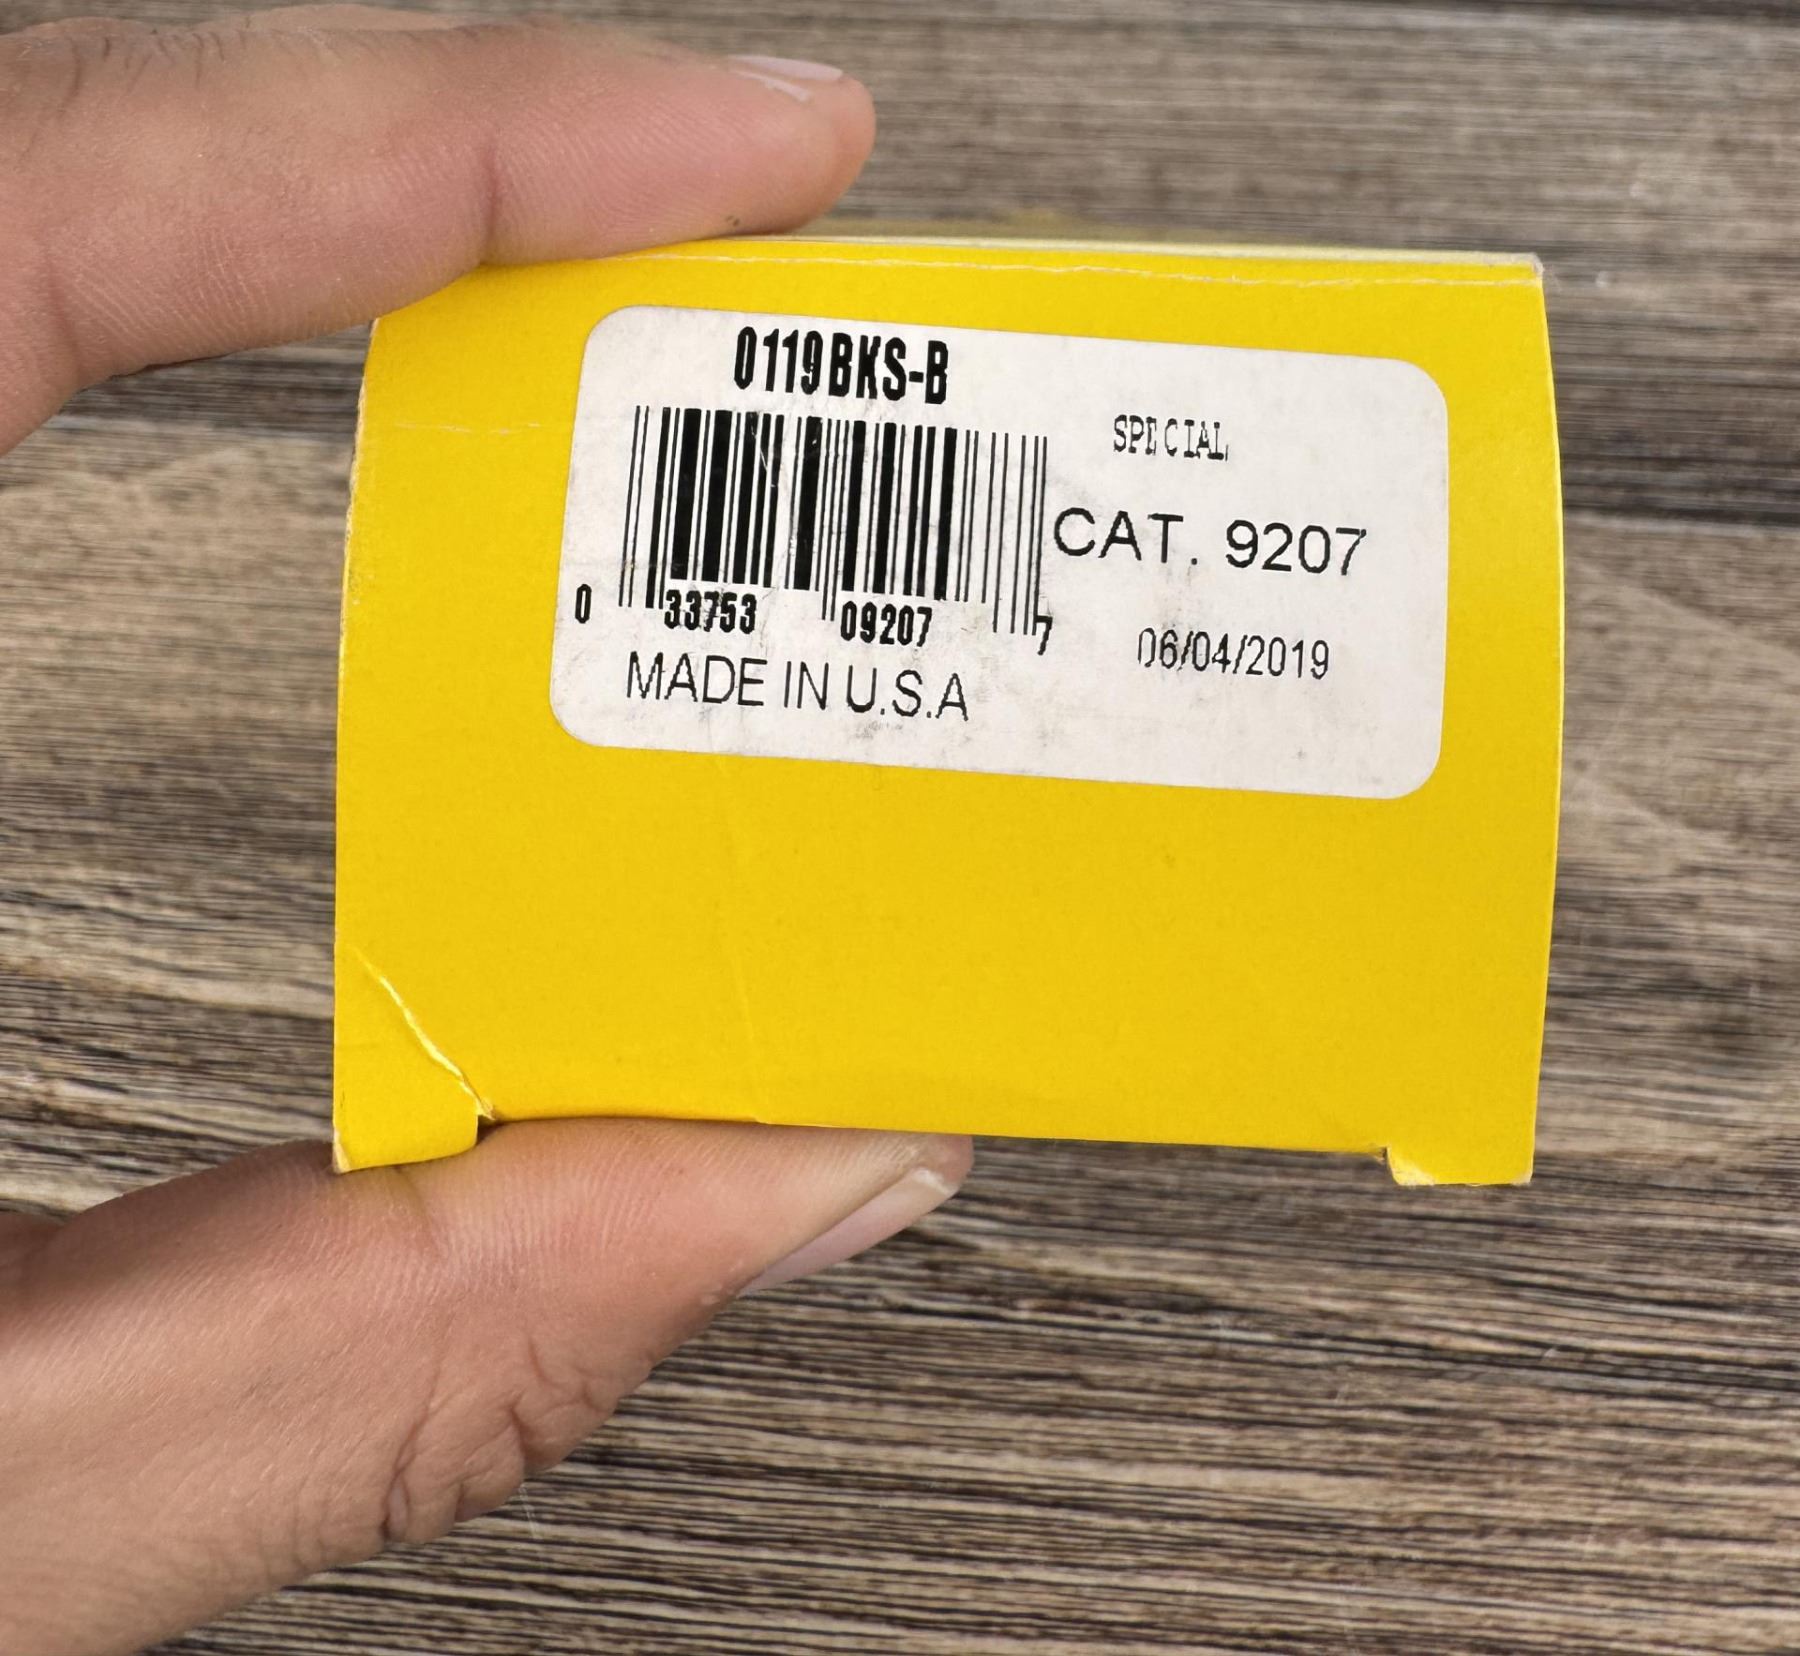 0119BKS-B
SPECIAL
CAT. 9207
0 33753 09207 7
06/04/2019
MADE IN U.S.A